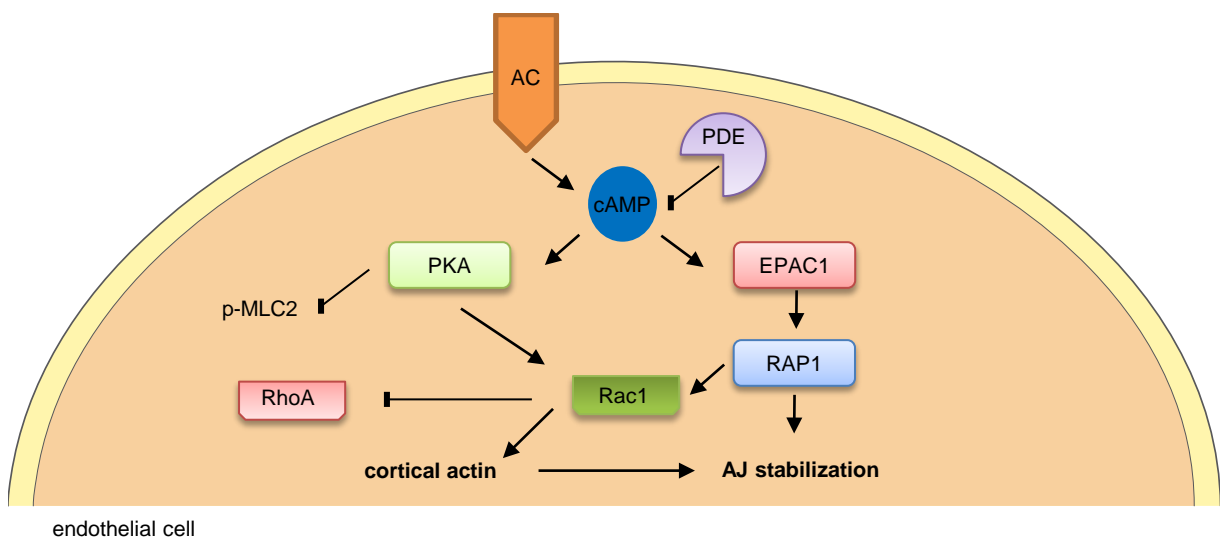 AC
PDE
cAMP
PKA
EPAC1
p-MLC2
RAP1
RhoA
Rac1
cortical actin
AJ stabilization
endothelial cell